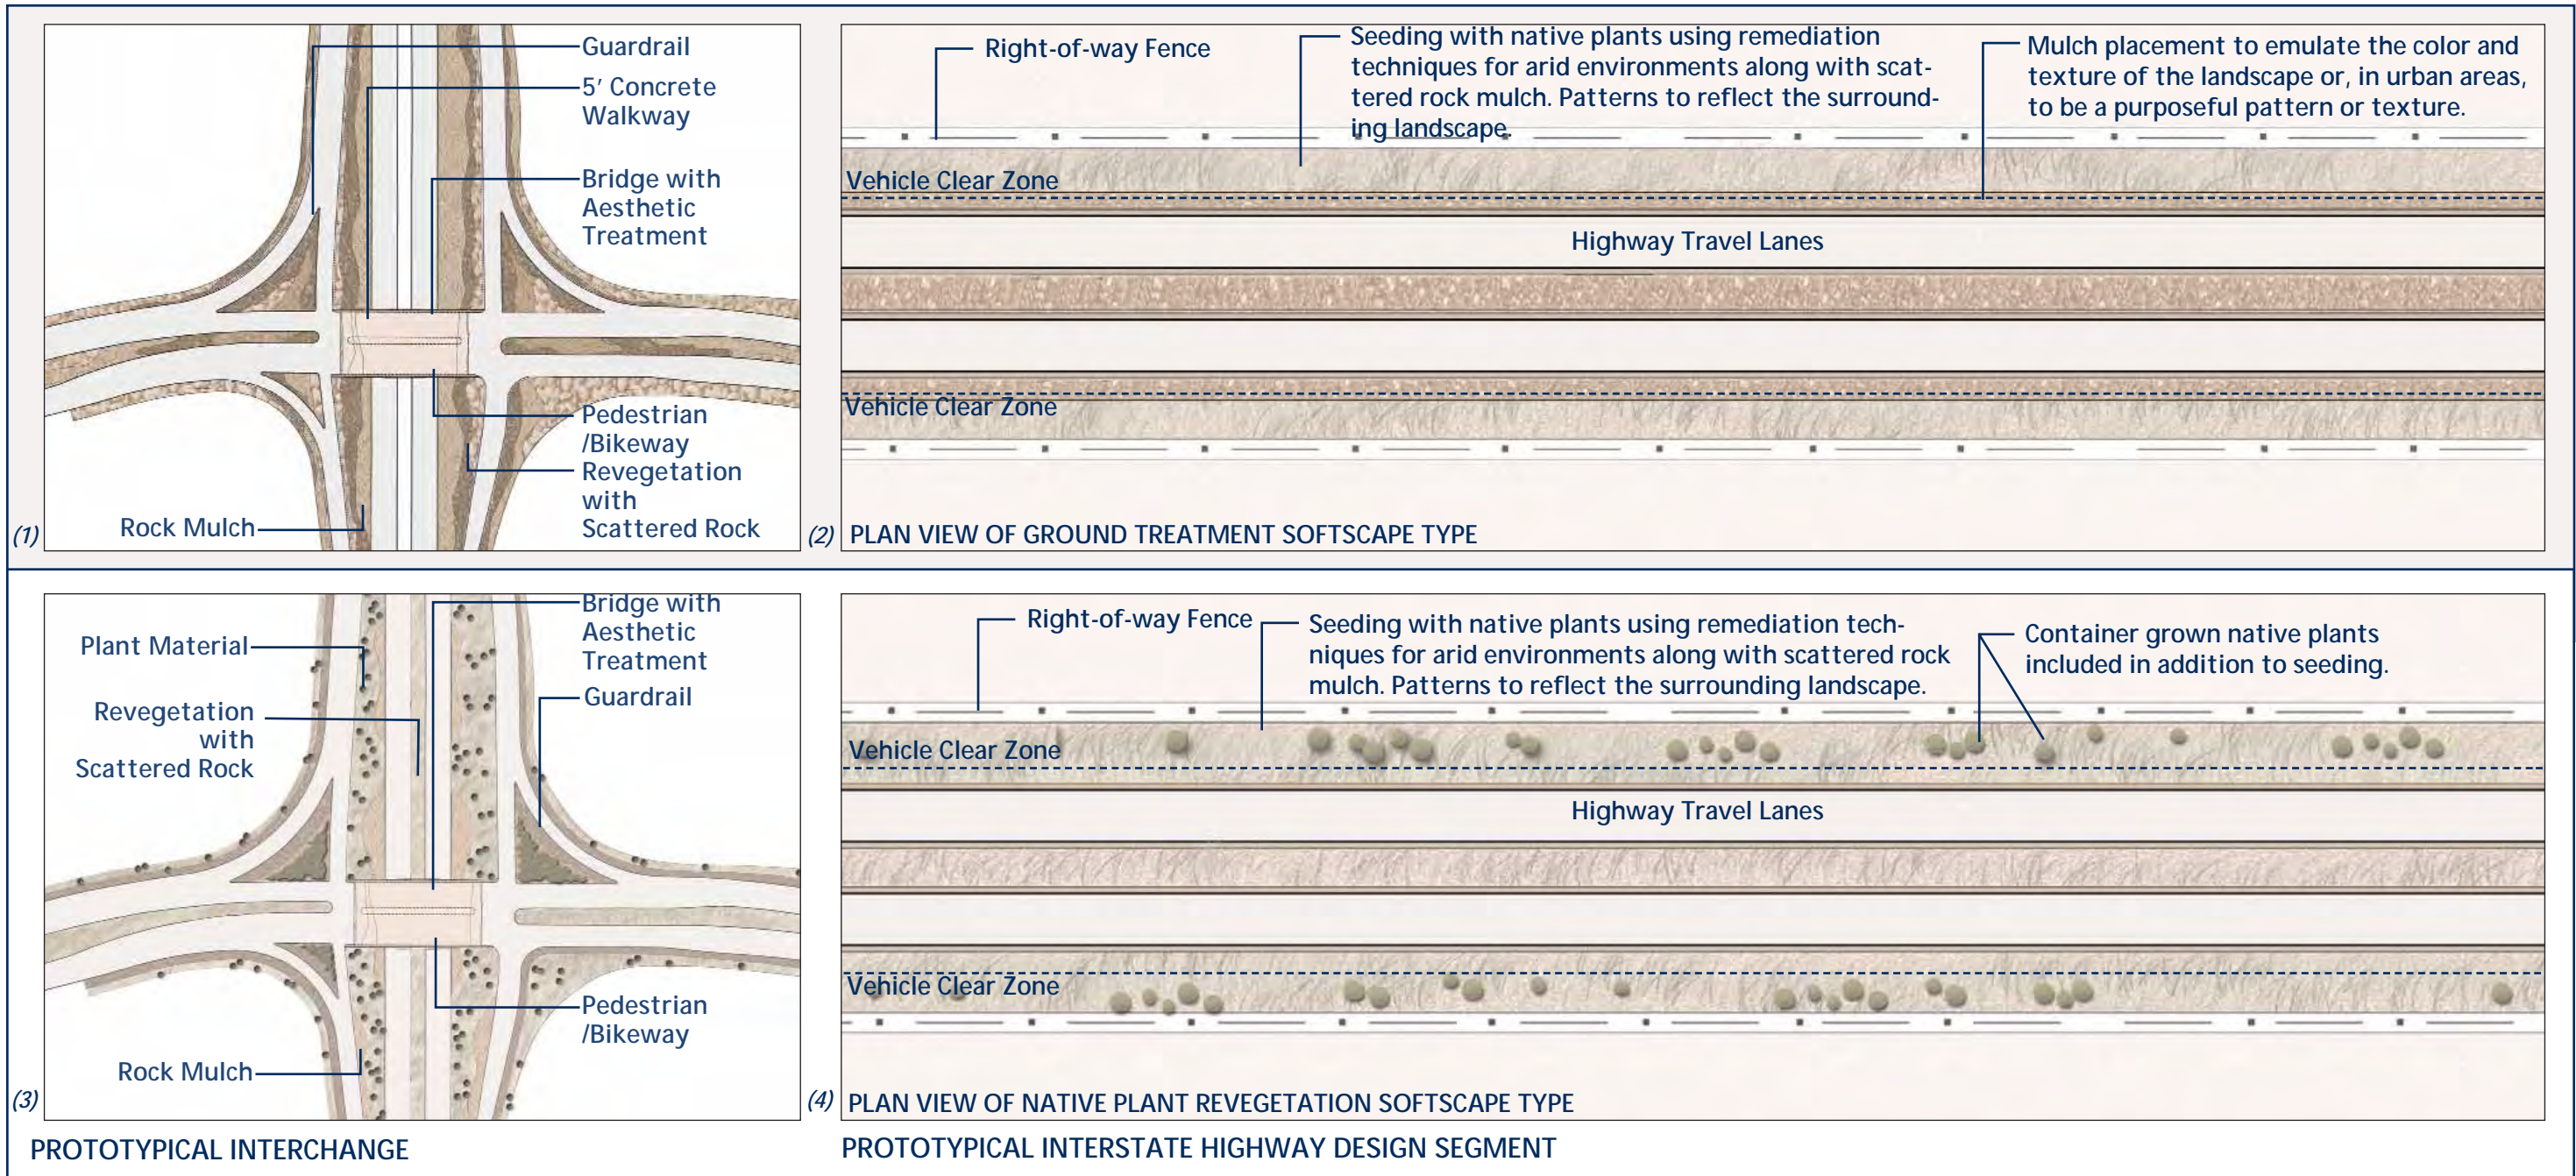 Guardrail
5' Concrete
Walkway
Bridge with
Aesthetic
Treatment
Pedestrian
/Bikeway
Revegetation
with
Scattered Rock
Rock Mulch
(1)
Right-of-way Fence
Seeding with native plants using remediation
techniques for arid environments along with scat-
tered rock mulch. Patterns to reflect the surround-
ing landscape.
Mulch placement to emulate the color and
texture of the landscape or, in urban areas,
to be a purposeful pattern or texture.
Vehicle Clear Zone
Highway Travel Lanes
Vehicle Clear Zone
(2) PLAN VIEW OF GROUND TREATMENT SOFTSCAPE TYPE
Bridge with
Aesthetic
Treatment
Plant Material
Guardrail
Revegetation
with
Scattered Rock
Pedestrian
/Bikeway
Rock Mulch
(3)
PROTOTYPICAL INTERCHANGE
Right-of-way Fence
Seeding with native plants using remediation tech-
niques for arid environments along with scattered rock
mulch. Patterns to reflect the surrounding landscape.
Container grown native plants
included in addition to seeding.
Vehicle Clear Zone
Highway Travel Lanes
Vehicle Clear Zone
(4) PLAN VIEW OF NATIVE PLANT REVEGETATION SOFTSCAPE TYPE
PROTOTYPICAL INTERSTATE HIGHWAY DESIGN SEGMENT